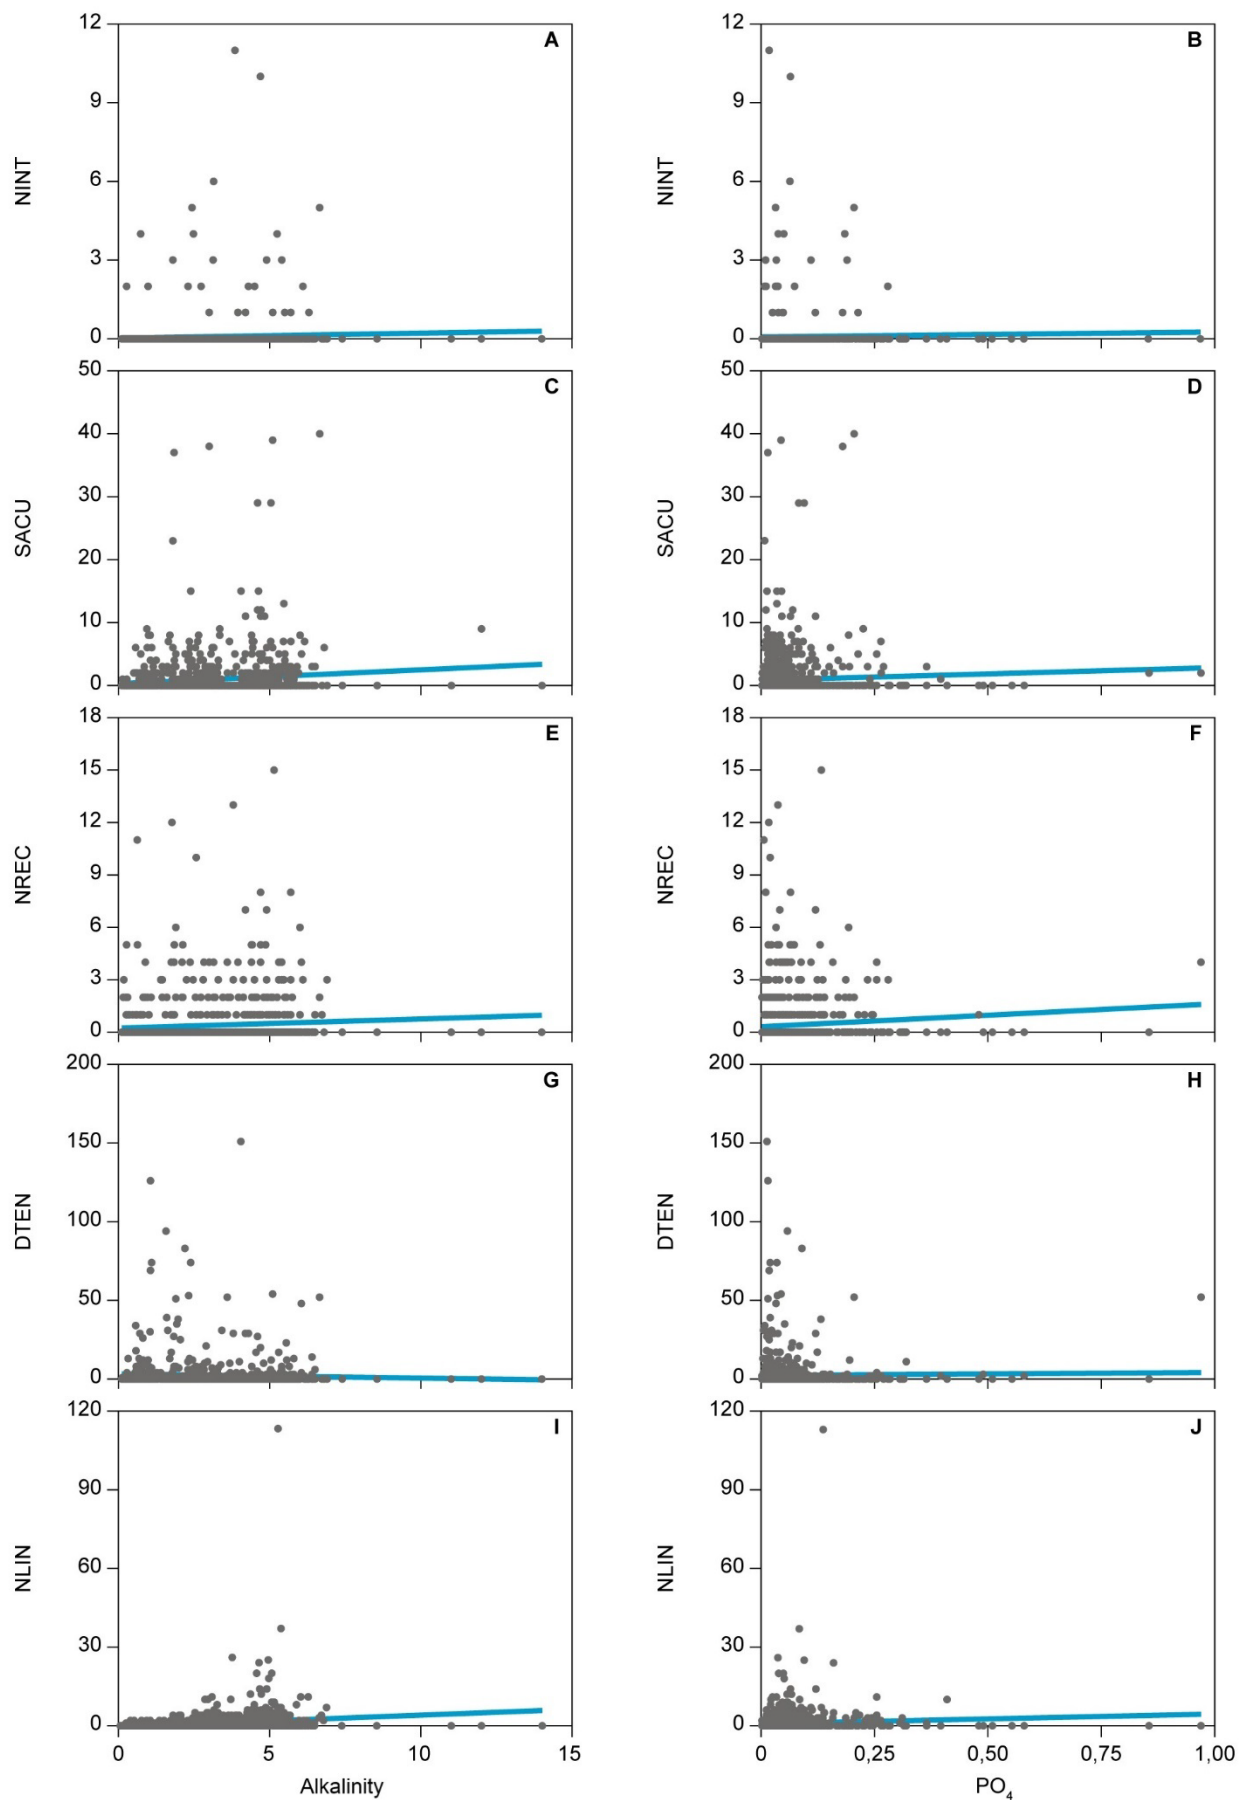 12 A 12 B
9 9
NINT 6 NINT 6
3 3
0 0
50 C 50 D
40 40
SACU 30 SACU 30
20 20
10 10
0 0
18 E 18 F
15 15
12 12
NREC 9 NREC 9
6 6
3 3
0 0
200 G 200 H
150 150
DTEN 100 DTEN 100
50 50
0 0
120 I 120 J
90 90
NLIN 60 NLIN 60
30 30
0 0
0 5 10 15 0 0,25 0,50 0,75 1,00
Alkalinity PO₄